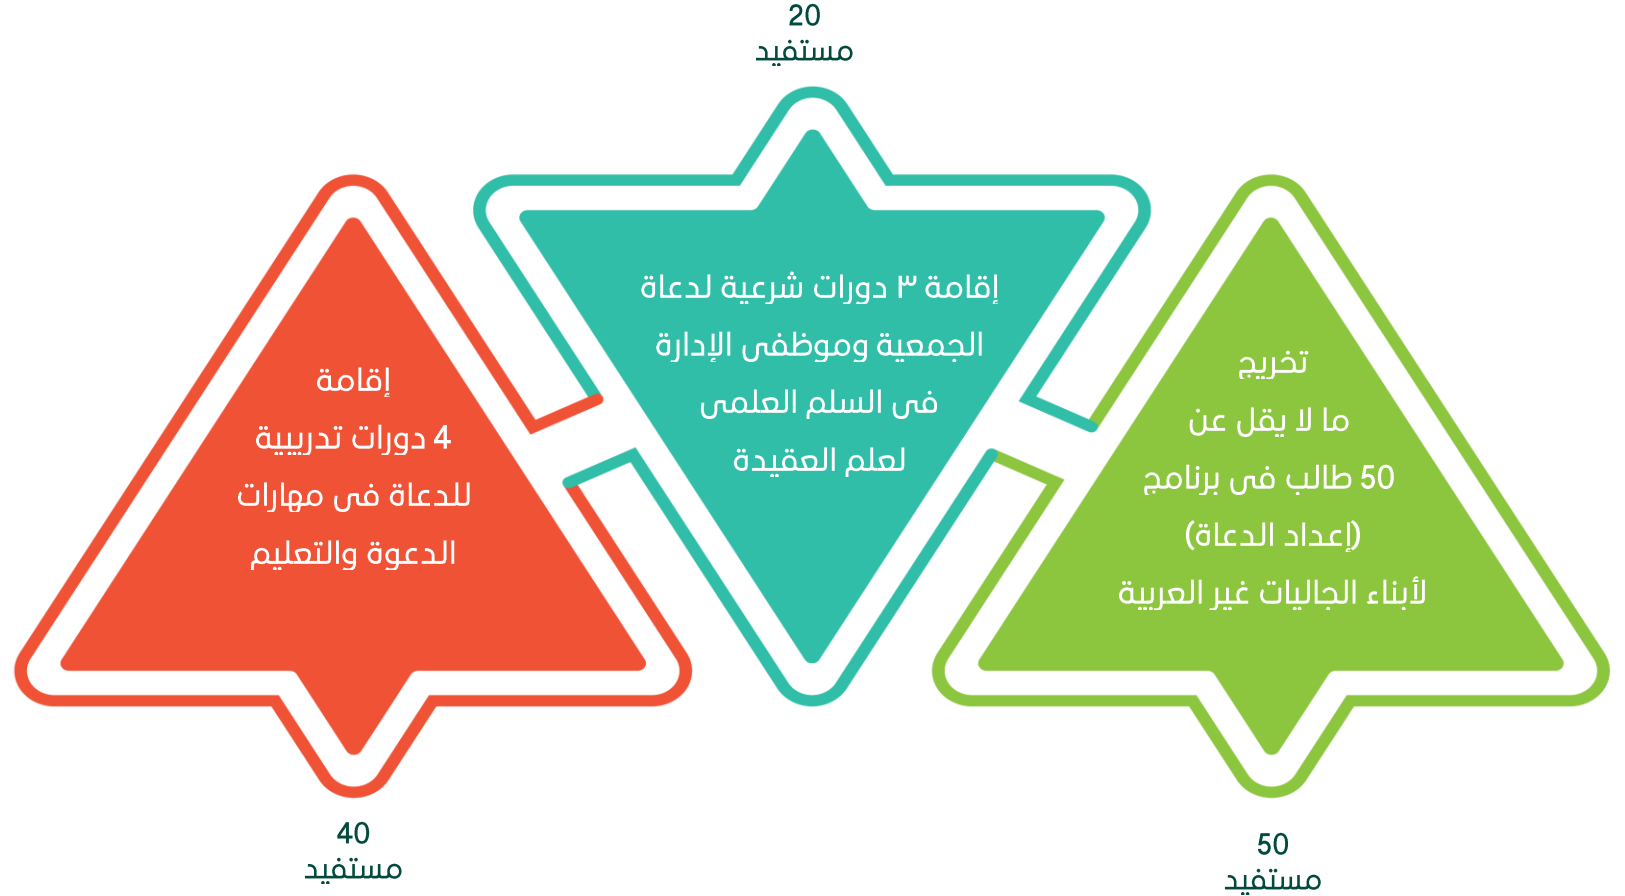 20
مستفيد
إقامة ٣ دورات شرعية لدعاة
الجمعية وموظفى الإدارة
فى السلم العلمى
لعلم العقيدة
تخريج
ما لا يقل عن
50 طالب فى برنامج
(إعداد الدعاة)
لأبناء الجاليات غير العربية
50
مستفيد
إقامة
4 دورات تدريبية
للدعاة فى مهارات
الدعوة والتعليم
40
مستفيد